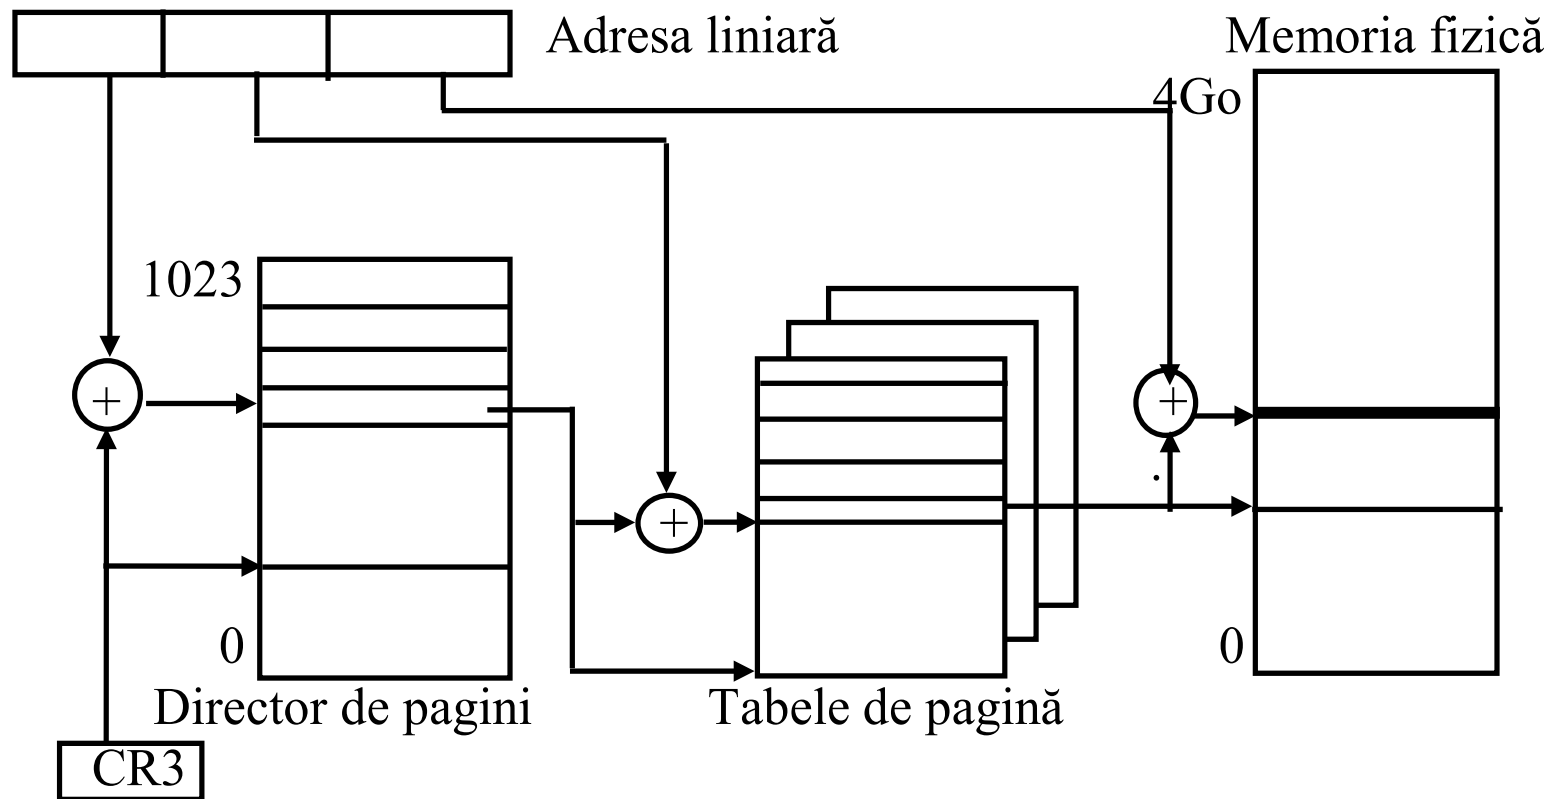 Adresa liniară
Memoria fizică
4Go
1023
+
+
+
.
0
0
Director de pagini
Tabele de pagină
CR3